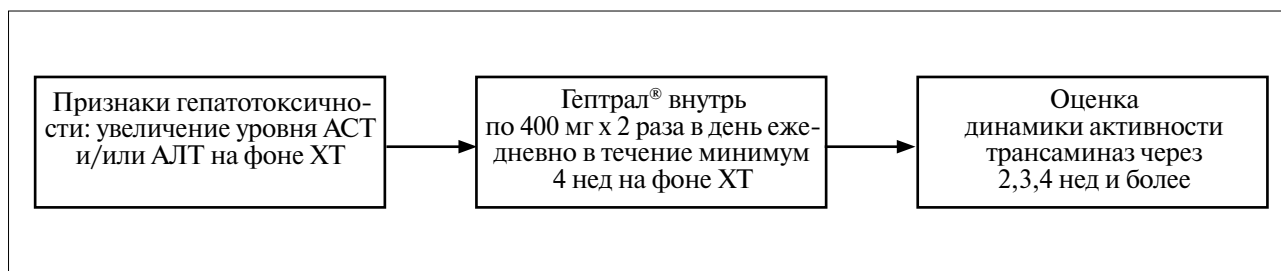 Признаки гепатотоксично-
сти: увеличение уровня АСТ
и/или АЛТ на фоне ХТ
Гептрал® внутрь
по 400 мг х 2 раза в день еже-
дневно в течение минимум
4 нед на фоне ХТ
Оценка
динамики активности
трансаминаз через
2,3,4 нед и более